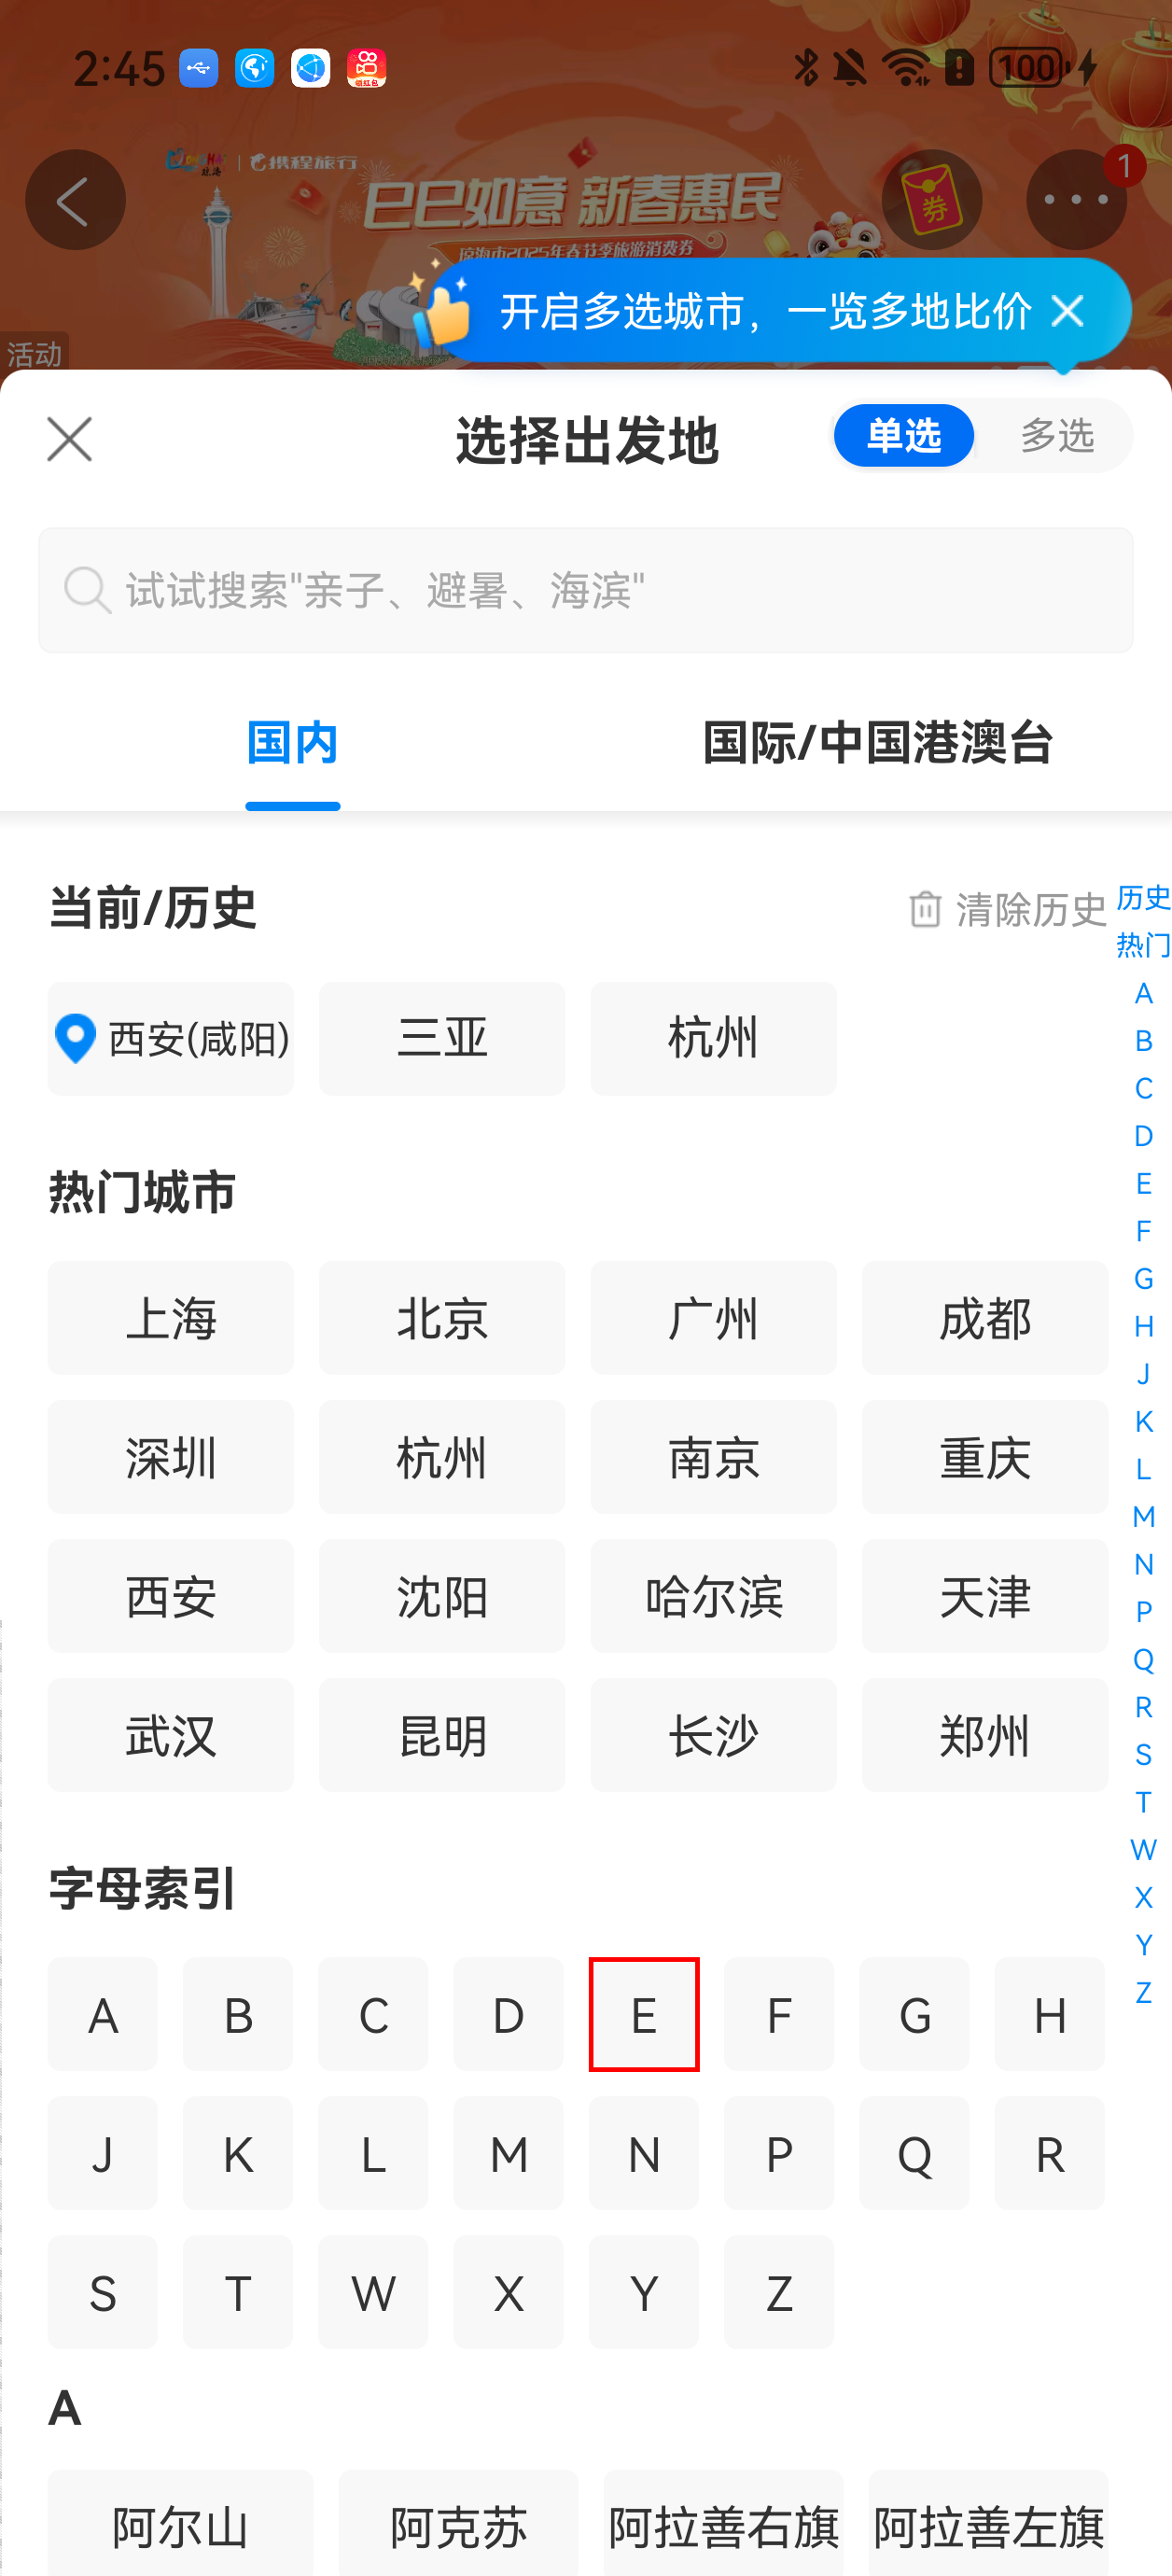 2:45
领红包
100
携程旅行
巳巳如意 新春惠民
琼海市2025年春节季旅游消费券
券
1
开启多选城市，一览多地比价
活动
选择出发地
单选 多选
试试搜索"亲子、避暑、海滨"
国内 国际/中国港澳台
当前/历史 清除历史
西安(咸阳) 三亚 杭州
热门城市
上海 北京 广州 成都
深圳 杭州 南京 重庆
西安 沈阳 哈尔滨 天津
武汉 昆明 长沙 郑州
字母索引
A B C D E F G H
J K L M N P Q R
S T W X Y Z
A
阿尔山 阿克苏 阿拉善右旗 阿拉善左旗
历史
热门
A
B
C
D
E
F
G
H
J
K
L
M
N
P
Q
R
S
T
W
X
Y
Z